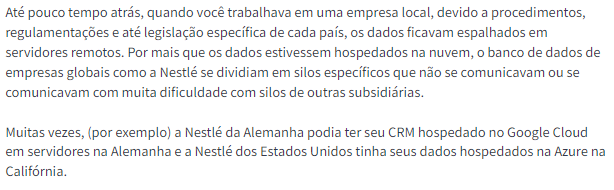 Até pouco tempo atrás, quando você trabalhava em uma empresa local, devido a procedimentos,
regulamentações e até legislação específica de cada país, os dados ficavam espalhados em
servidores remotos. Por mais que os dados estivessem hospedados na nuvem, o banco de dados de
empresas globais como a Nestlé se dividiam em silos específicos que não se comunicavam ou se
comunicavam com muita dificuldade com silos de outras subsidiárias.
Muitas vezes, (por exemplo) a Nestlé da Alemanha podia ter seu CRM hospedado no Google Cloud
em servidores na Alemanha e a Nestlé dos Estados Unidos tinha seus dados hospedados na Azure na
Califórnia.